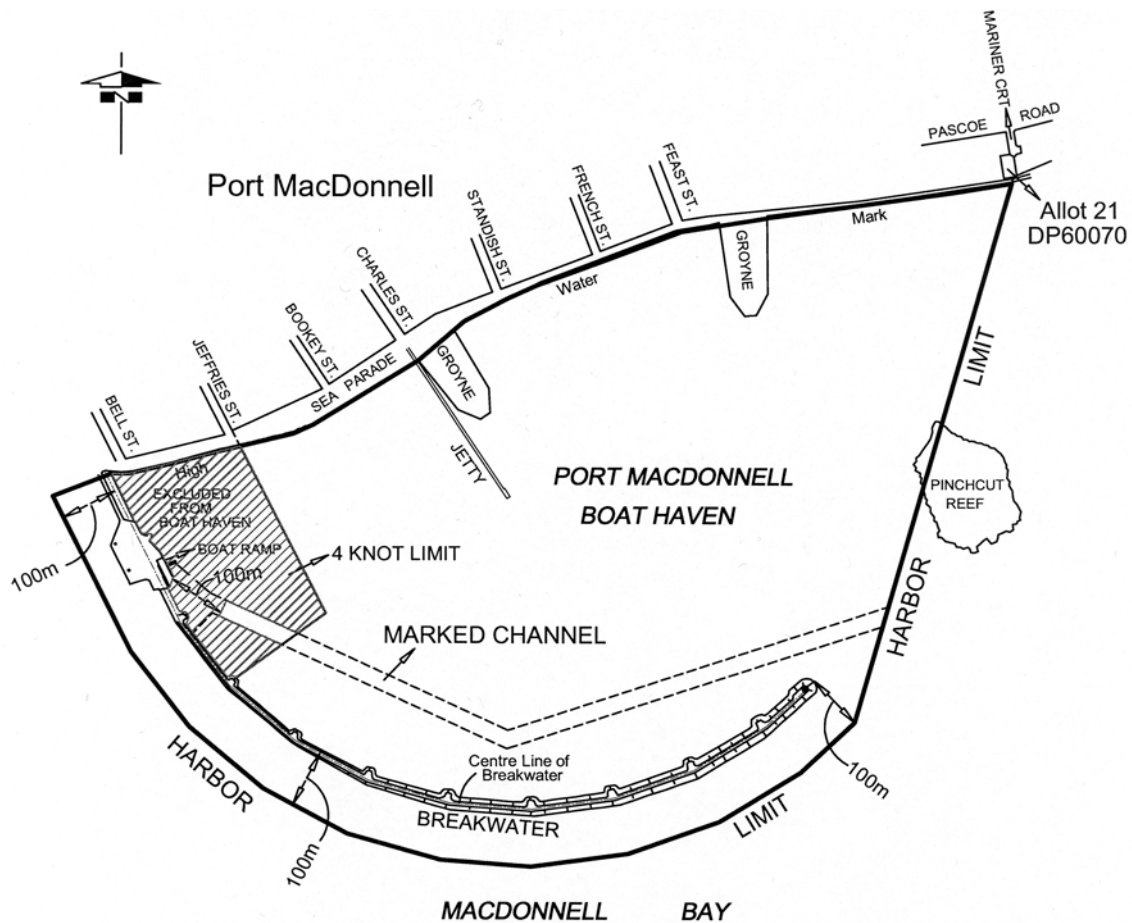 MARINER CRT
PASCOE ROAD
N
Port MacDonnell
FEAST ST.
FRENCH ST.
STANDISH ST.
Allot 21
DP60070
Mark
GROYNE
CHARLES ST.
Water
BOOKEY ST.
JEFFRIES ST.
SEA PARADE
GROYNE
LIMIT
BELL ST.
JETTY
High
PORT MACDONNELL
BOAT HAVEN
PINCHCUT
REEF
EXCLUDED
FROM
BOAT HAVEN
BOAT RAMP
4 KNOT LIMIT
100m
100m
HARBOR
MARKED CHANNEL
HARBOR
Centre Line of
Breakwater
100m
BREAKWATER
LIMIT
100m
MACDONNELL BAY